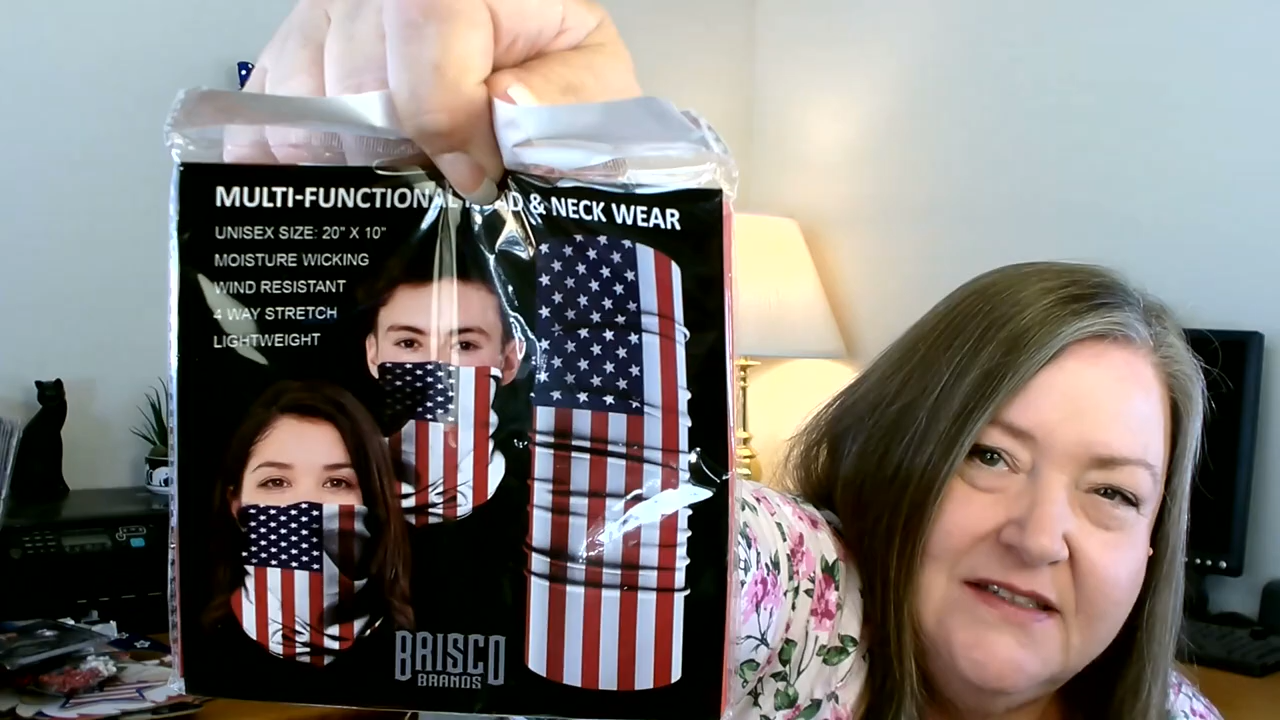 MULTI-FUNCTIONAL & NECK WEAR
UNISEX SIZE: 20" X 10"
MOISTURE WICKING
WIND RESISTANT
4 WAY STRETCH
LIGHTWEIGHT
BRISCO
BRANDS